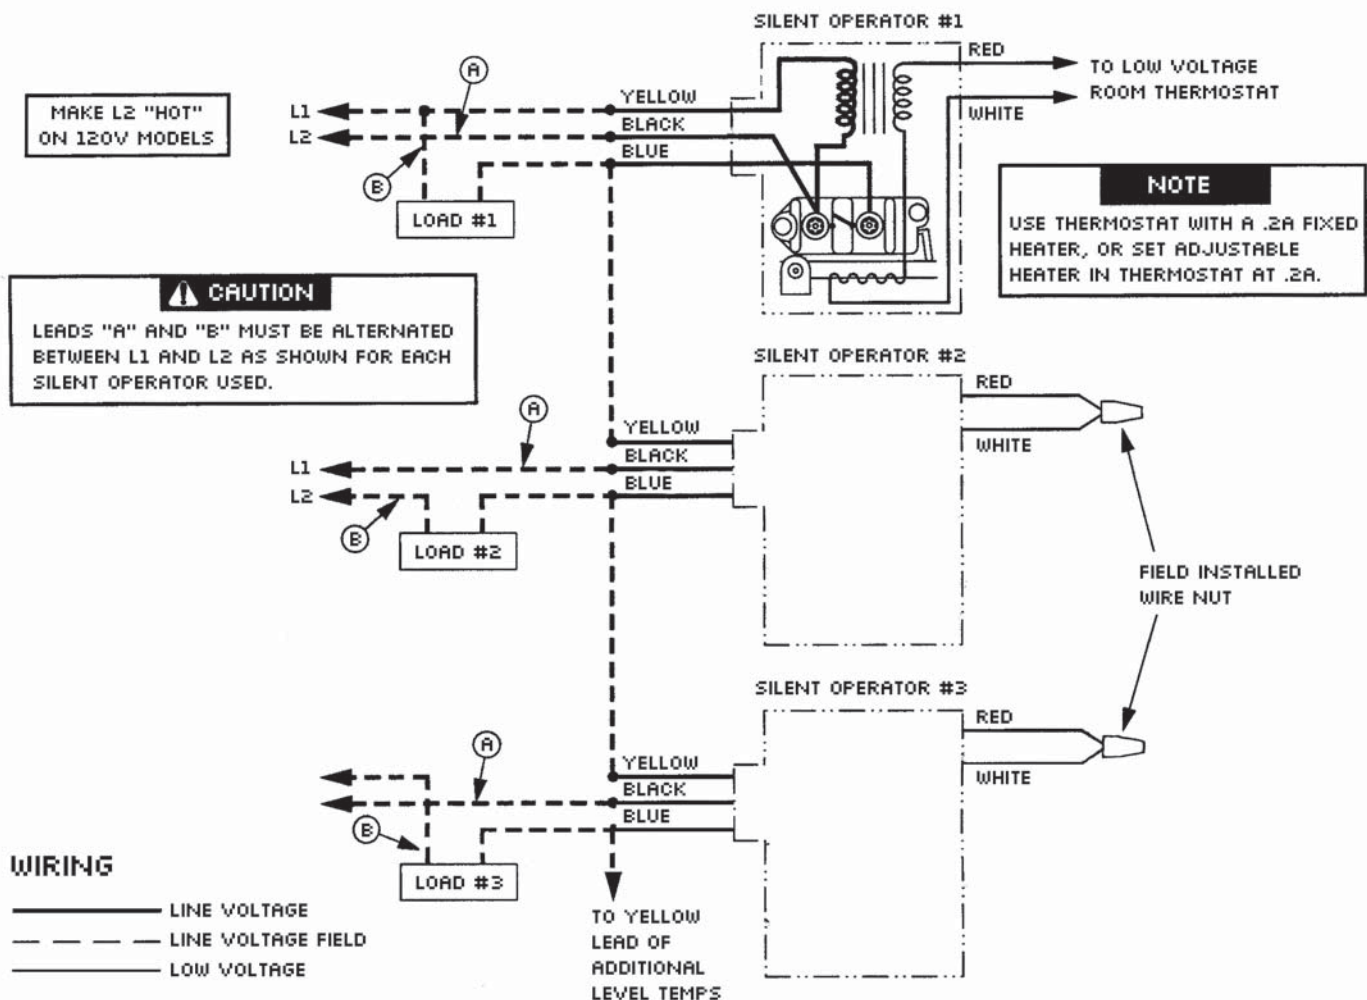 SILENT OPERATOR #1
MAKE L2 "HOT"
ON 120V MODELS
L1
L2
A
B
LOAD #1
YELLOW
BLACK
BLUE
RED
WHITE
TO LOW VOLTAGE
ROOM THERMOSTAT
NOTE
USE THERMOSTAT WITH A .2A FIXED
HEATER, OR SET ADJUSTABLE
HEATER IN THERMOSTAT AT .2A.
CAUTION
LEADS "A" AND "B" MUST BE ALTERNATED
BETWEEN L1 AND L2 AS SHOWN FOR EACH
SILENT OPERATOR USED.
SILENT OPERATOR #2
A
L1
L2
B
LOAD #2
YELLOW
BLACK
BLUE
RED
WHITE
FIELD INSTALLED
WIRE NUT
SILENT OPERATOR #3
A
B
LOAD #3
YELLOW
BLACK
BLUE
RED
WHITE
TO YELLOW
LEAD OF
ADDITIONAL
LEVEL TEMPS
WIRING
LINE VOLTAGE
LINE VOLTAGE FIELD
LOW VOLTAGE